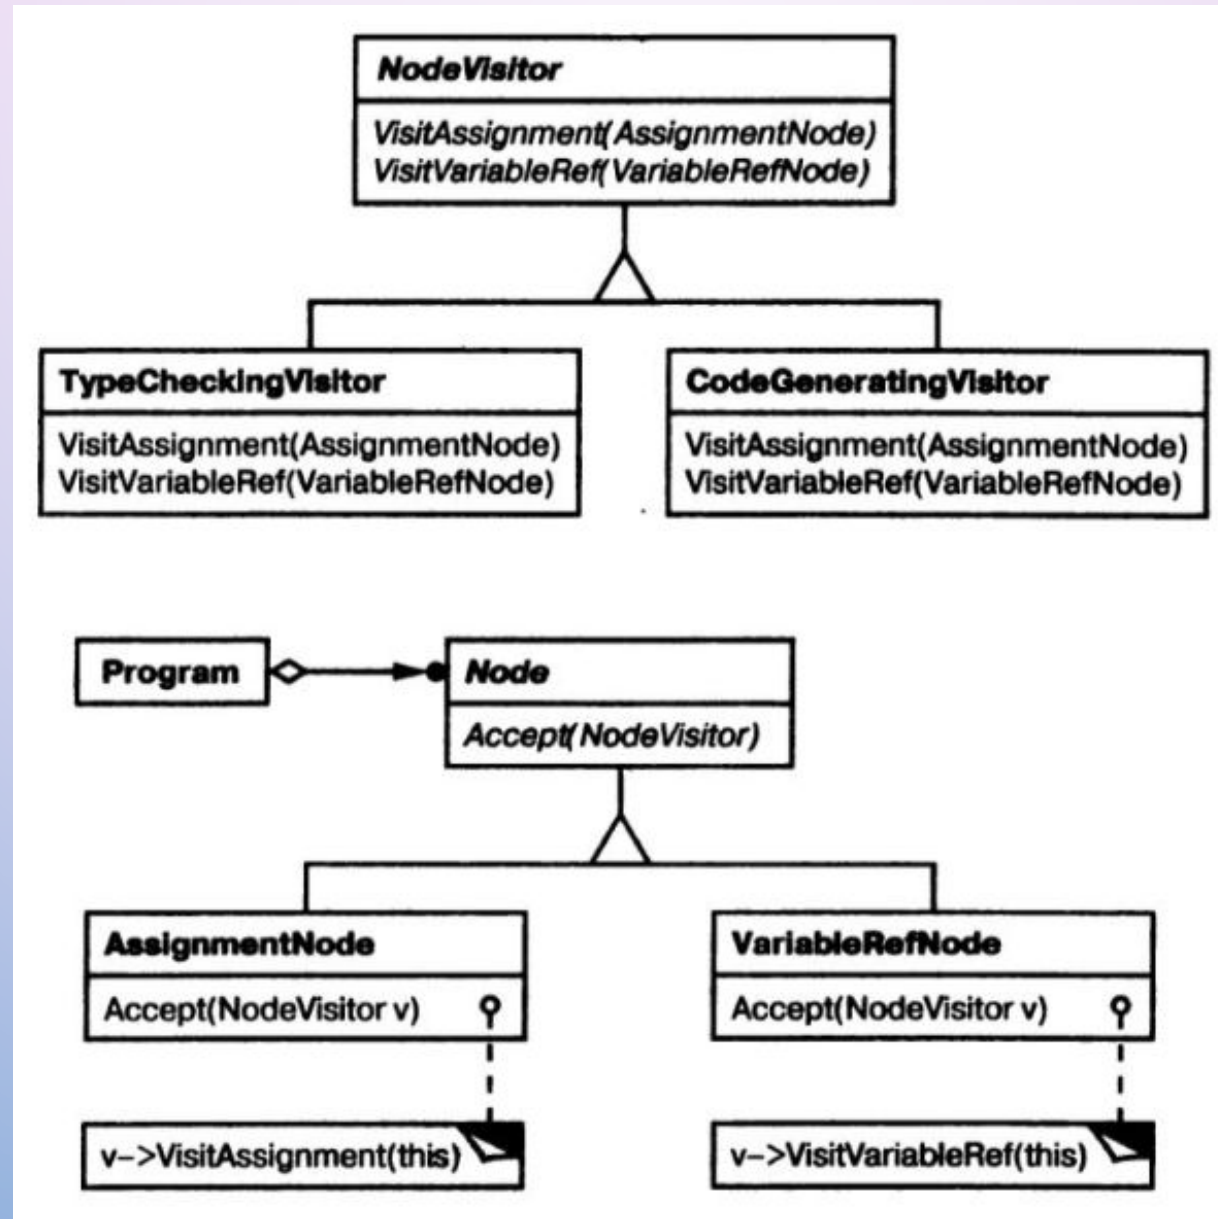 NodeVisitor
VisitAssignment(AssignmentNode)
VisitVariableRef(VariableRefNode)
TypeCheckingVisitor
VisitAssignment(AssignmentNode)
VisitVariableRef(VariableRefNode)
CodeGeneratingVisitor
VisitAssignment(AssignmentNode)
VisitVariableRef(VariableRefNode)
Program
Node
Accept(NodeVisitor)
AssignmentNode
Accept(NodeVisitor v)
v->VisitAssignment(this)
VariableRefNode
Accept(NodeVisitor v)
v->VisitVariableRef(this)